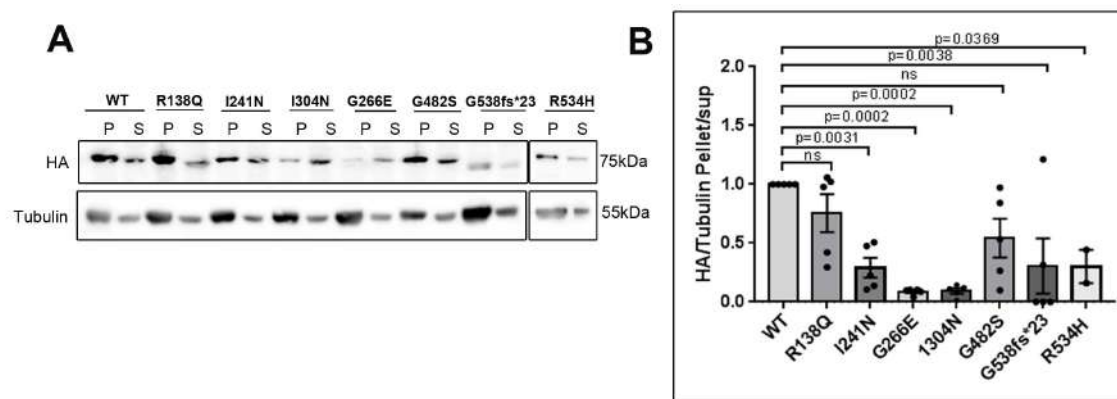 A
WT R138Q I241N I304N G266E G482S G538fs*23 R534H
P S P S P S P S P S P S P S P S
HA 75kDa
Tubulin 55kDa
B
p=0.0369
p=0.0038
ns
p=0.0002
p=0.0002
p=0.0031
ns
HA/Tubulin Pellet/sup
2.0
1.5
1.0
0.5
0.0
WT
R138Q
I241N
G266E
1304N
G482S
G538fs*23
R534H